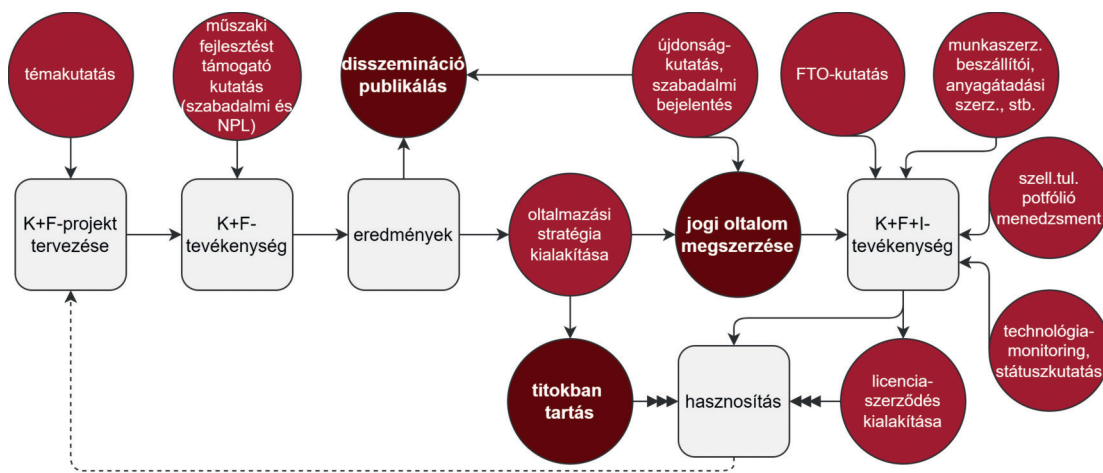 témakutatás
műszaki
fejlesztést
támogató
kutatás
(szabadalmi és
NPL)
disszemináció
publikálás
újdonság-
kutatás,
szabadalmi
bejelentés
FTO-kutatás
munkaszerz.
beszállítói,
anyagátadási
szerz., stb.
K+F-projekt
tervezése
K+F-
tevékenység
eredmények
oltalmazási
stratégia
kialakítása
jogi oltalom
megszerzése
K+F+I-
tevékenység
szell.tul.
potfólió
menedzsment
titokban
tartás
hasznosítás
licencia-
szerződés
kialakítása
technológia-
monitoring,
státuszkutatás